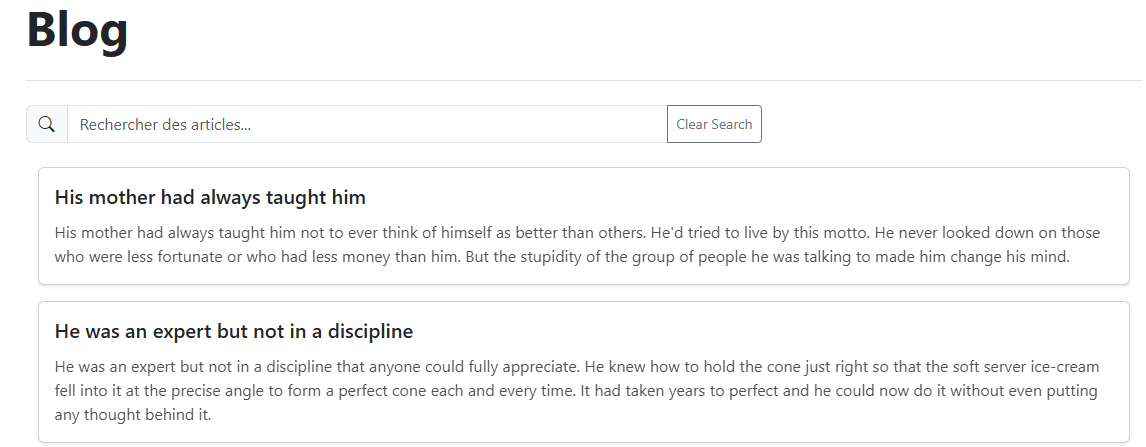 Blog
Rechercher des articles...
Clear Search
His mother had always taught him
His mother had always taught him not to ever think of himself as better than others. He'd tried to live by this motto. He never looked down on those
who were less fortunate or who had less money than him. But the stupidity of the group of people he was talking to made him change his mind.
He was an expert but not in a discipline
He was an expert but not in a discipline that anyone could fully appreciate. He knew how to hold the cone just right so that the soft server ice-cream
fell into it at the precise angle to form a perfect cone each and every time. It had taken years to perfect and he could now do it without even putting
any thought behind it.